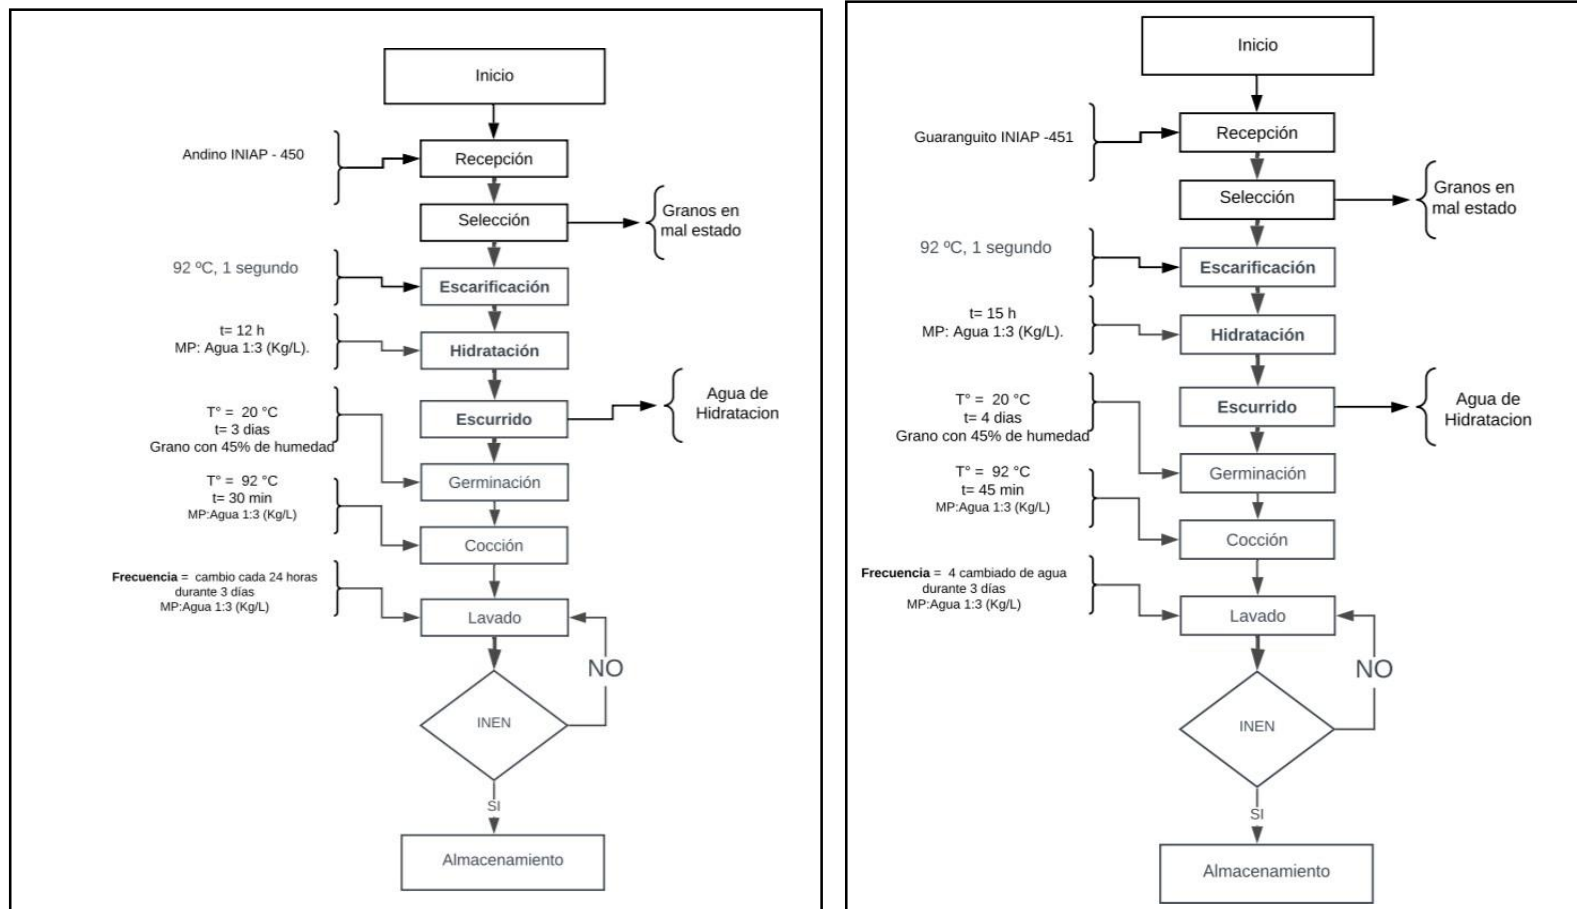 Inicio
Andino INIAP - 450
Recepción
Selección
Granos en
mal estado
92 ºC, 1 segundo
Escarificación
t= 12 h
MP: Agua 1:3 (Kg/L).
Hidratación
Escurrido
Agua de
Hidratacion
T° = 20 °C
t= 3 dias
Grano con 45% de humedad
Germinación
T° = 92 °C
t= 30 min
MP:Agua 1:3 (Kg/L)
Cocción
Frecuencia = cambio cada 24 horas
durante 3 días
MP:Agua 1:3 (Kg/L)
Lavado
NO
INEN
SI
Almacenamiento
Inicio
Guaranguito INIAP -451
Recepción
Selección
Granos en
mal estado
92 ºC, 1 segundo
Escarificación
t= 15 h
MP: Agua 1:3 (Kg/L).
Hidratación
Escurrido
Agua de
Hidratacion
T° = 20 °C
t= 4 dias
Grano con 45% de humedad
Germinación
T° = 92 °C
t= 45 min
MP:Agua 1:3 (Kg/L)
Cocción
Frecuencia = 4 cambiado de agua
durante 3 días
MP:Agua 1:3 (Kg/L)
Lavado
NO
INEN
SI
Almacenamiento